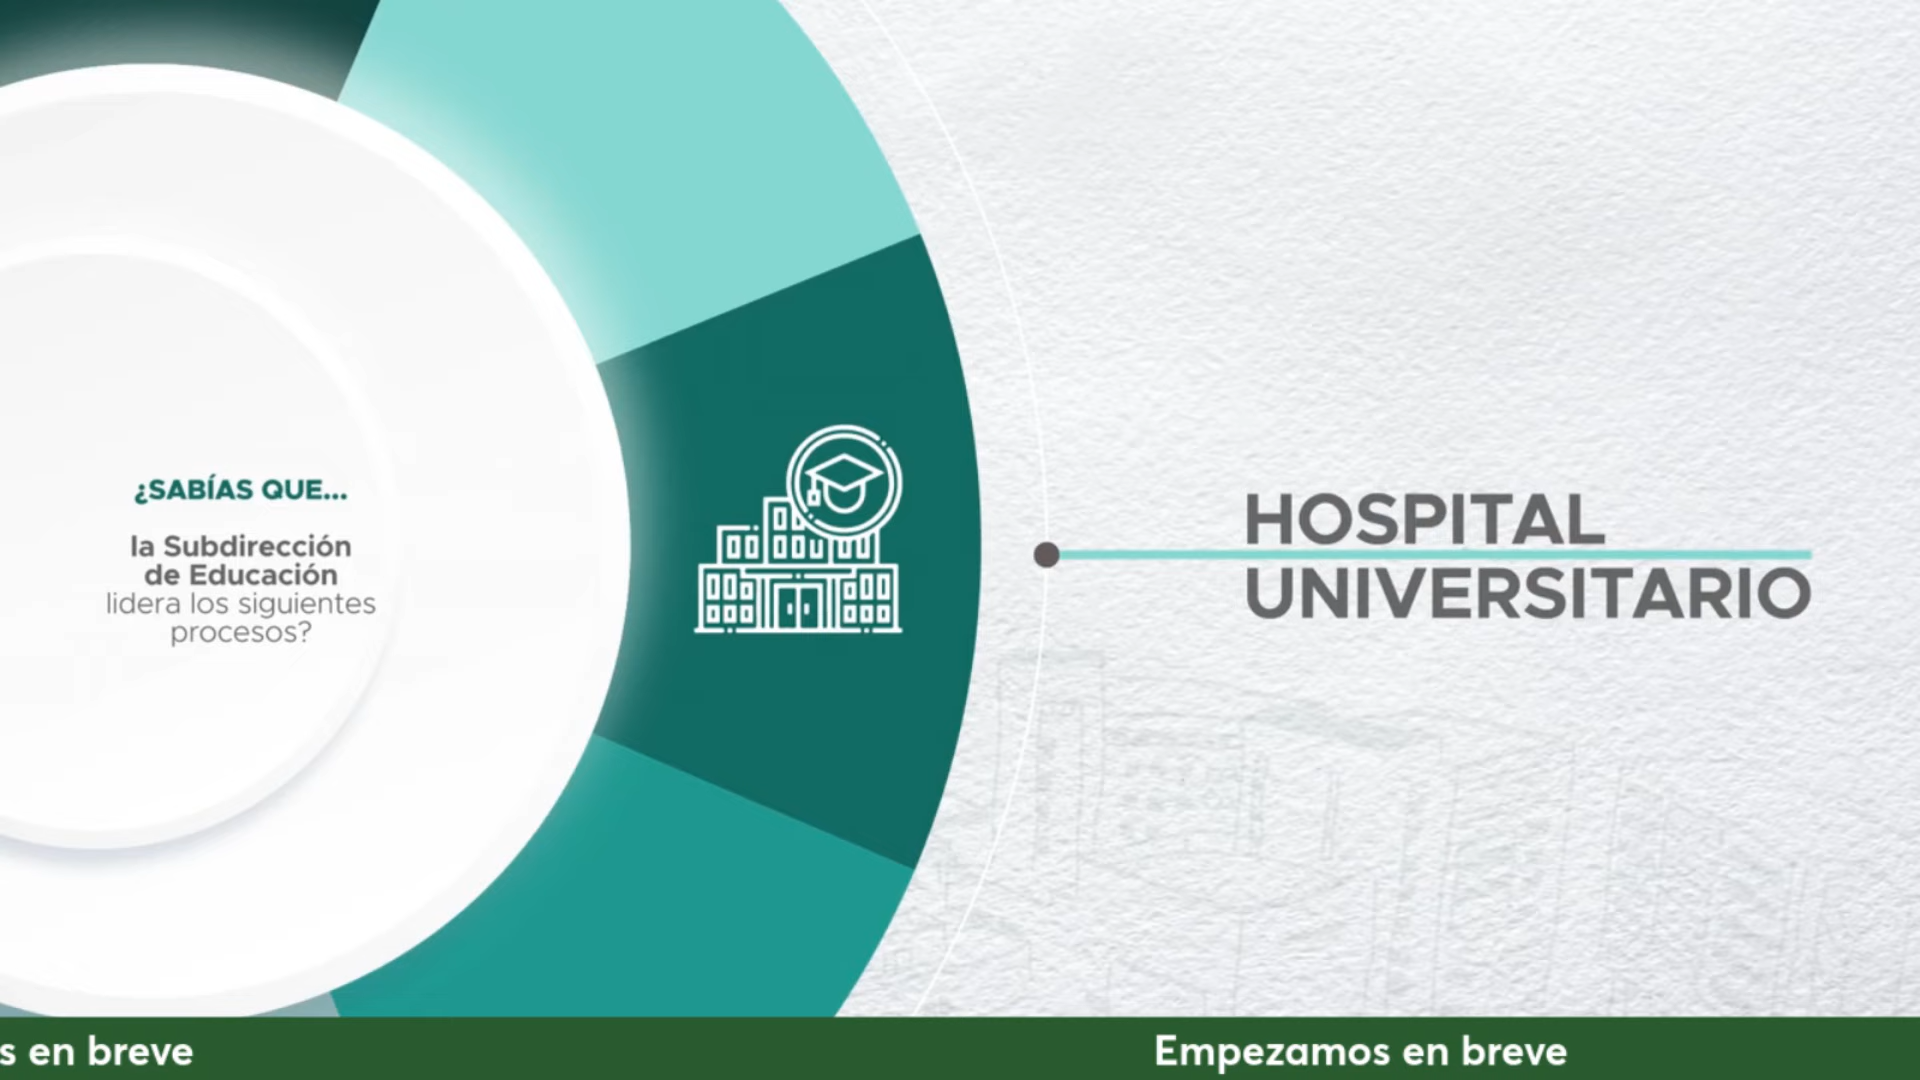 ¿SABÍAS QUE...
la Subdirección
de Educación
lidera los siguientes
procesos?
HOSPITAL
UNIVERSITARIO
s en breve
Empezamos en breve